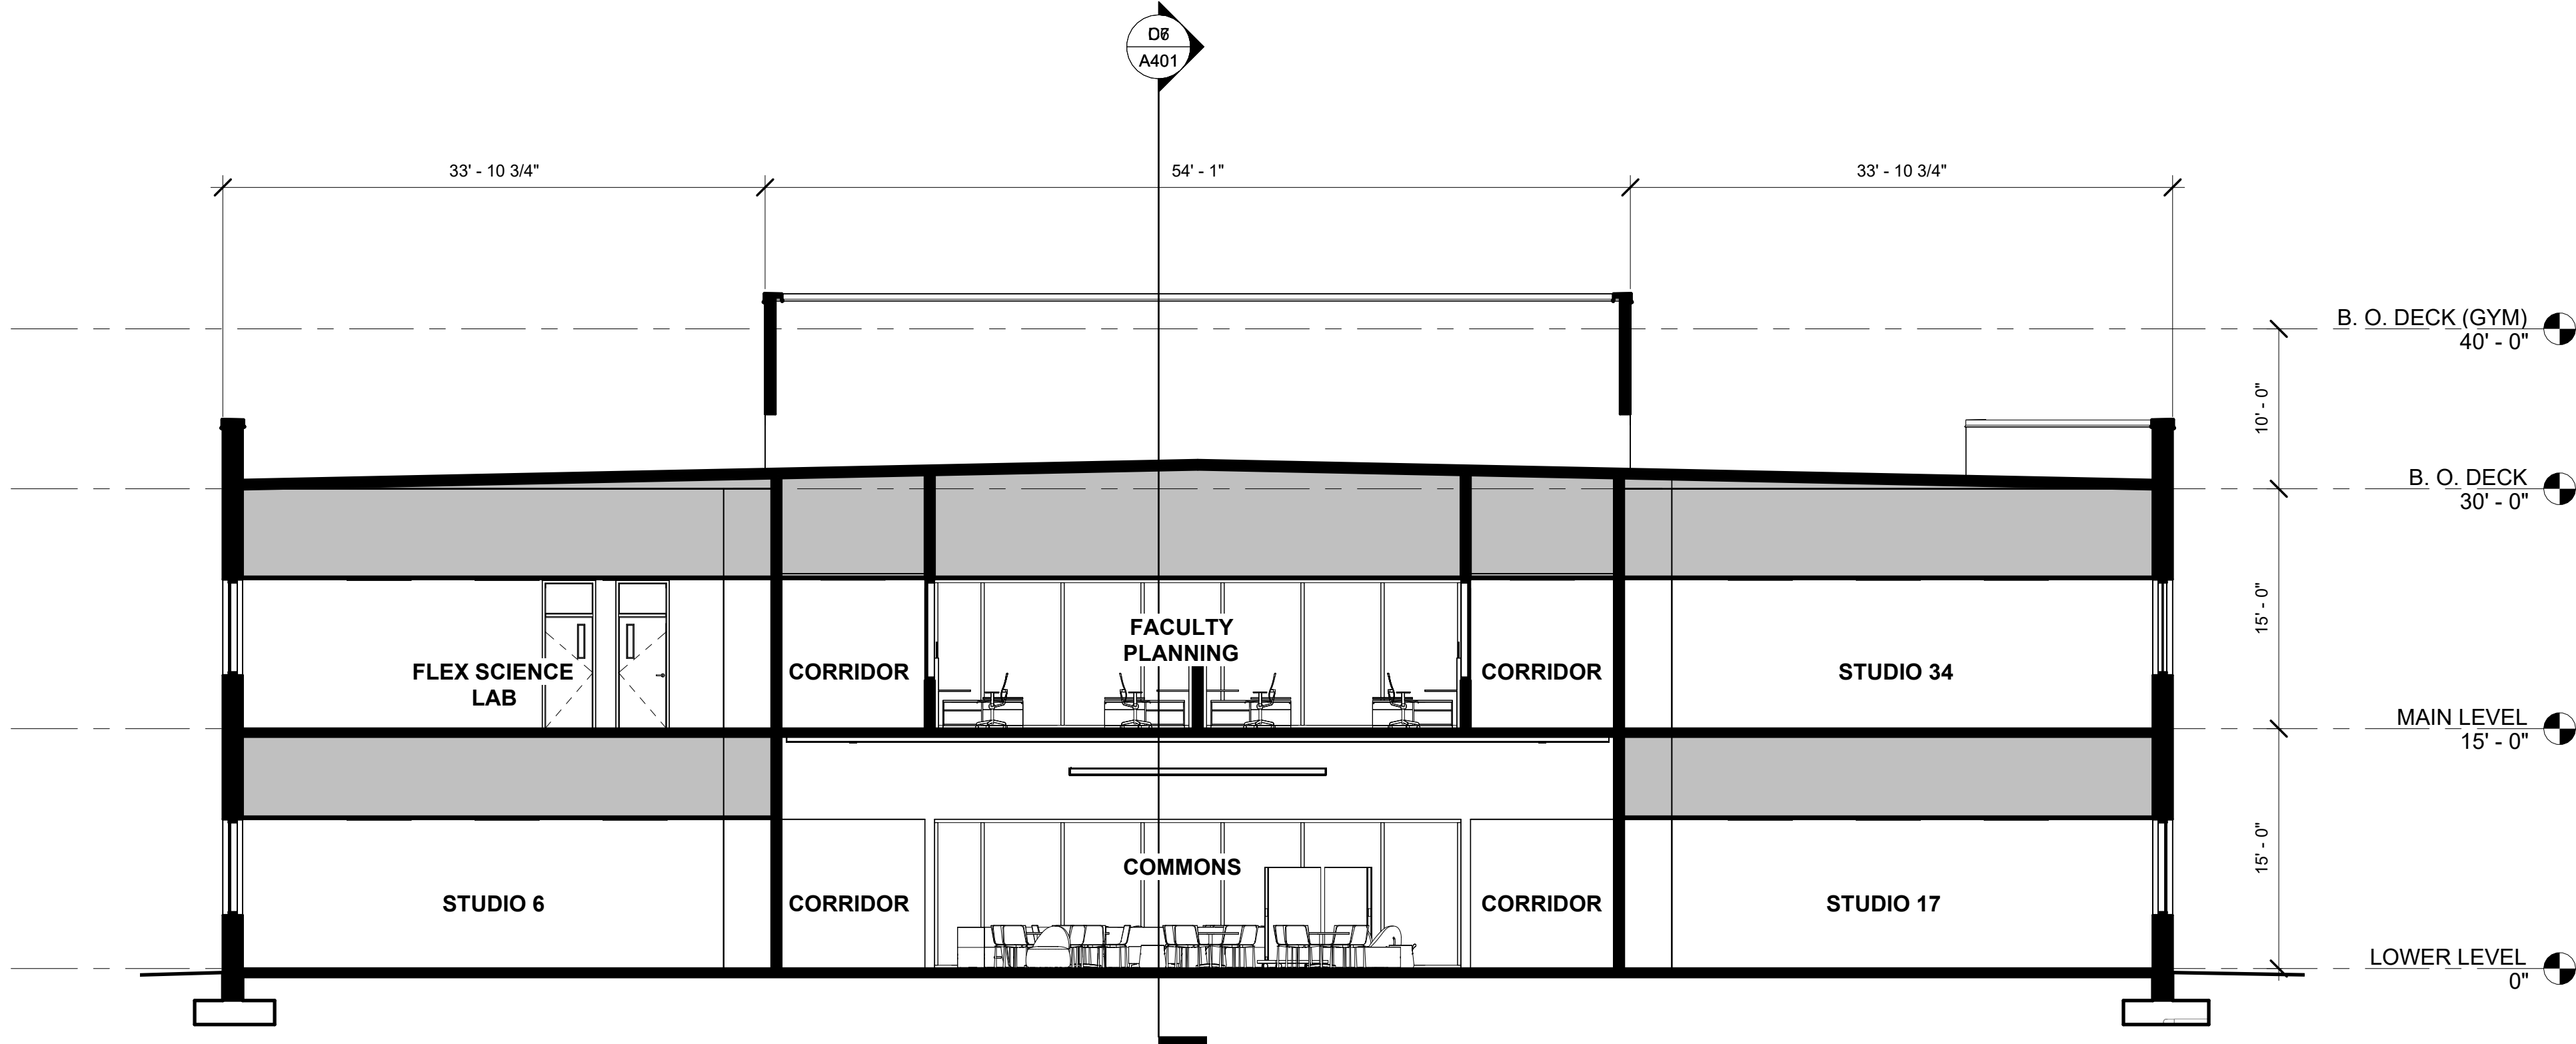 A401
33' - 10 3/4"
54' - 1"
33' - 10 3/4"
B. O. DECK (GYM)
40' - 0"
10' - 0"
B. O. DECK
30' - 0"
15' - 0"
FACULTY
PLANNING
FLEX SCIENCE
LAB
CORRIDOR
CORRIDOR
STUDIO 34
MAIN LEVEL
15' - 0"
15' - 0"
COMMONS
STUDIO 6
CORRIDOR
CORRIDOR
STUDIO 17
LOWER LEVEL
0"